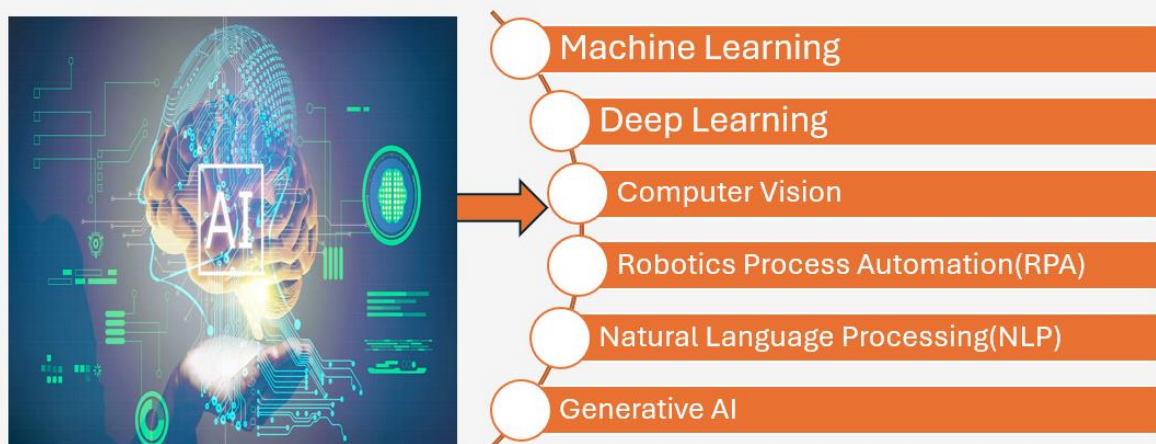 AI
Machine Learning
Deep Learning
Computer Vision
Robotics Process Automation(RPA)
Natural Language Processing(NLP)
Generative AI